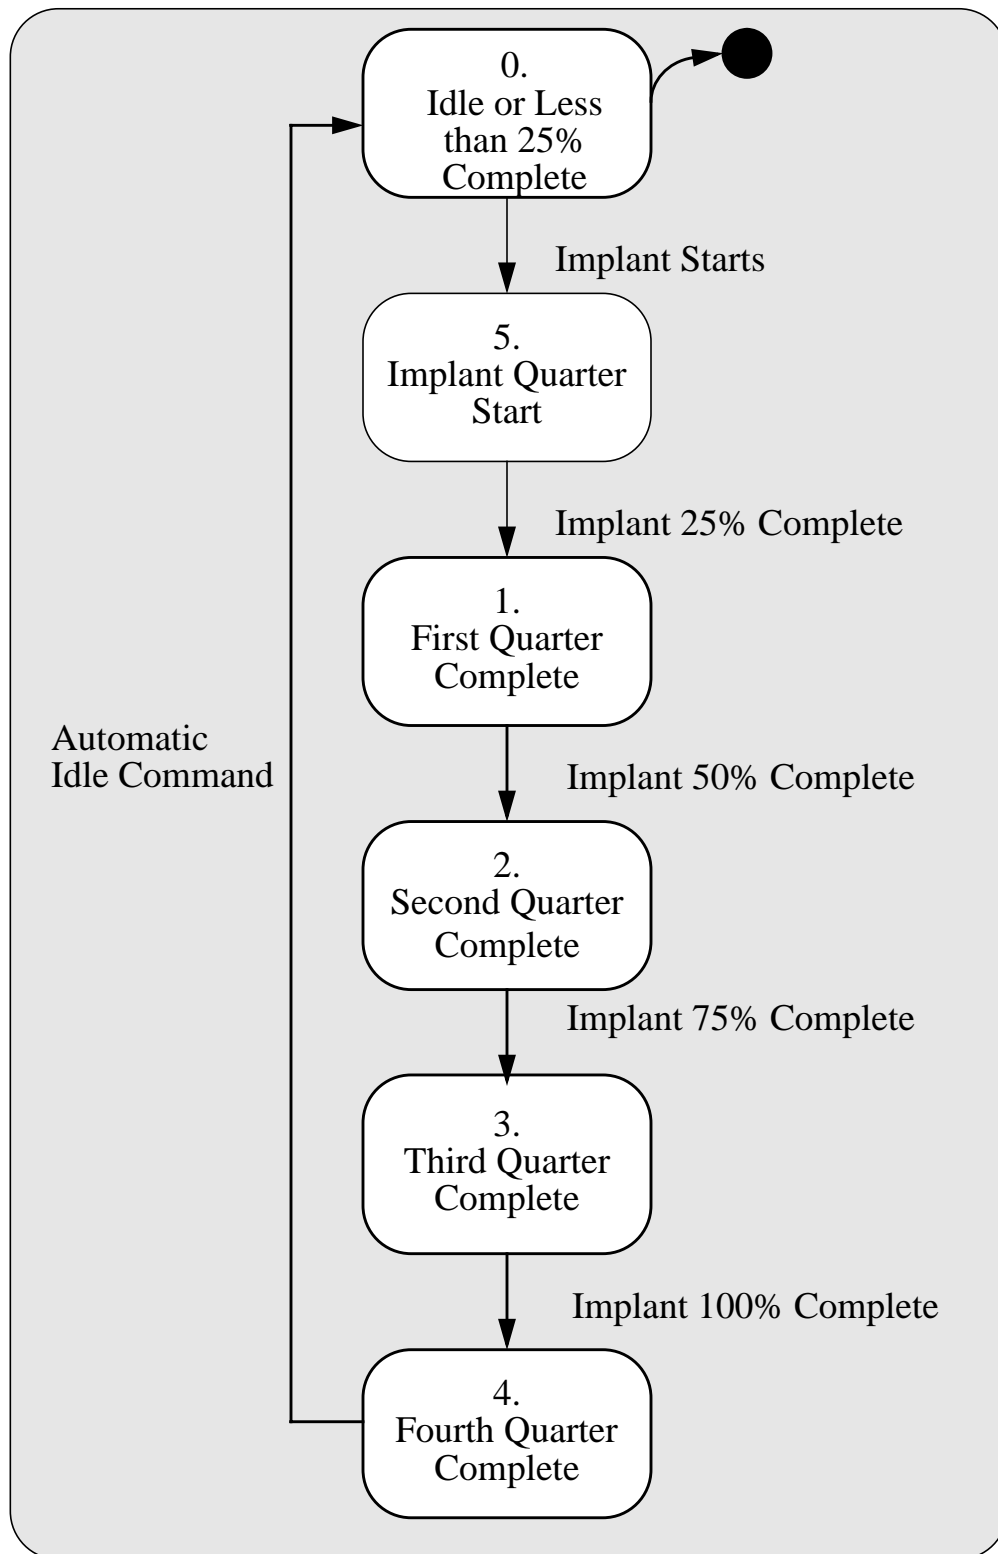 0.
Idle or Less
than 25%
Complete
Implant Starts
5.
Implant Quarter
Start
Implant 25% Complete
1.
First Quarter
Complete
Automatic
Idle Command
Implant 50% Complete
2.
Second Quarter
Complete
Implant 75% Complete
3.
Third Quarter
Complete
Implant 100% Complete
4.
Fourth Quarter
Complete